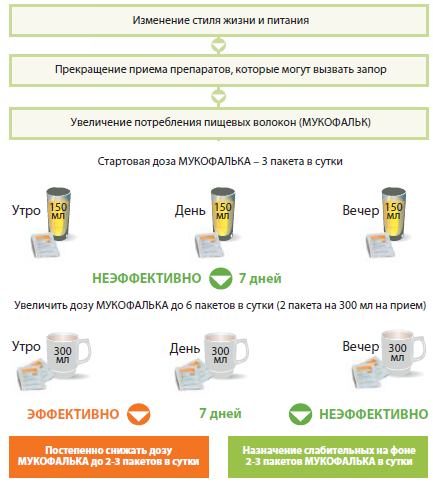 Изменение стиля жизни и питания
Прекращение приема препаратов, которые могут вызвать запор
Увеличение потребления пищевых волокон (МУКОФАЛЬК)
Стартовая доза МУКОФАЛЬКА – 3 пакета в сутки
Утро
150
МЛ
День
150
МЛ
Вечер
150
МЛ
НЕЭФФЕКТИВНО 7 дней
Увеличить дозу МУКОФАЛЬКА до 6 пакетов в сутки (2 пакета на 300 мл на прием)
Утро
300
МЛ
День
300
МЛ
Вечер
300
МЛ
ЭФФЕКТИВНО 7 дней НЕЭФФЕКТИВНО
Постепенно снижать дозу
МУКОФАЛЬКА до 2-3 пакетов в сутки
Назначение слабительных на фоне
2-3 пакетов МУКОФАЛЬКА в сутки